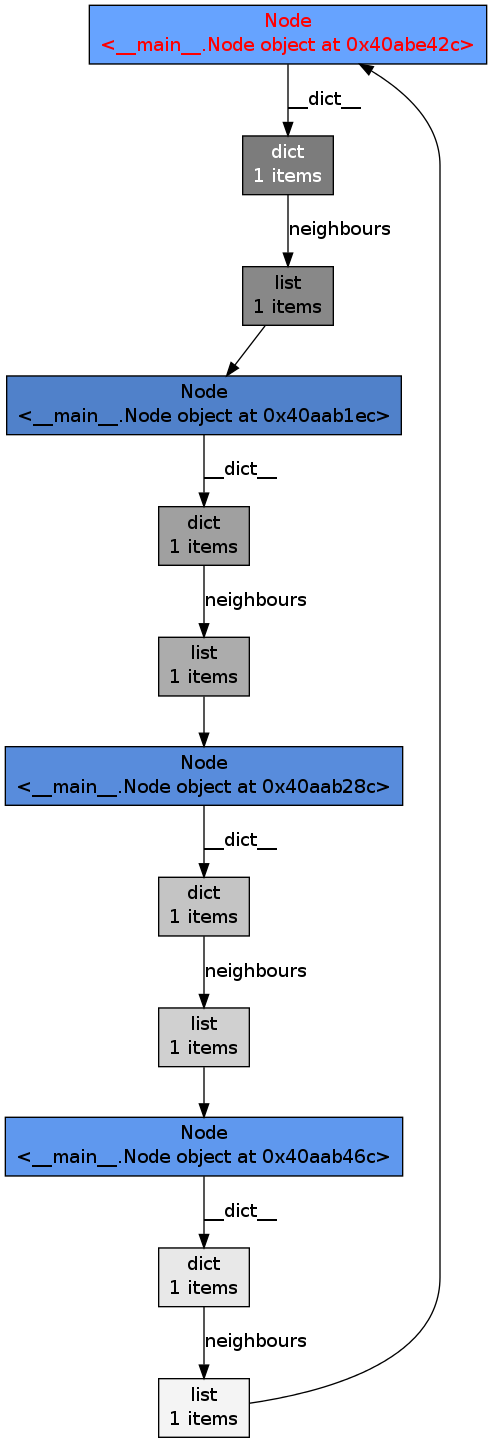 Node
<__main__.Node object at 0x40abe42c>
__dict__
dict
1 items
neighbours
list
1 items
Node
<__main__.Node object at 0x40aab1ec>
__dict__
dict
1 items
neighbours
list
1 items
Node
<__main__.Node object at 0x40aab28c>
__dict__
dict
1 items
neighbours
list
1 items
Node
<__main__.Node object at 0x40aab46c>
__dict__
dict
1 items
neighbours
list
1 items